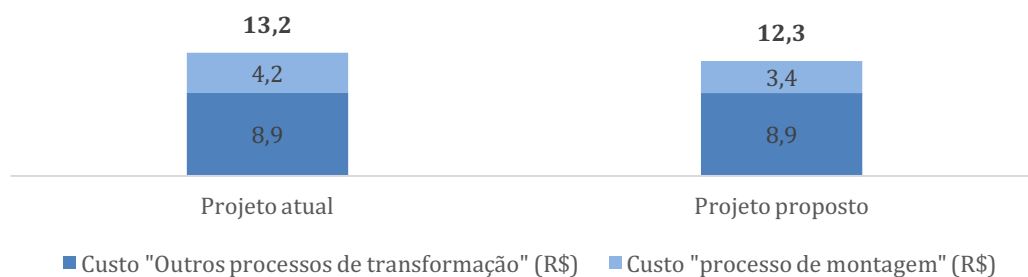 13,2
12,3
4,2
3,4
8,9
8,9
Projeto atual
Projeto proposto
Custo "Outros processos de transformação" (R$)
Custo "processo de montagem" (R$)